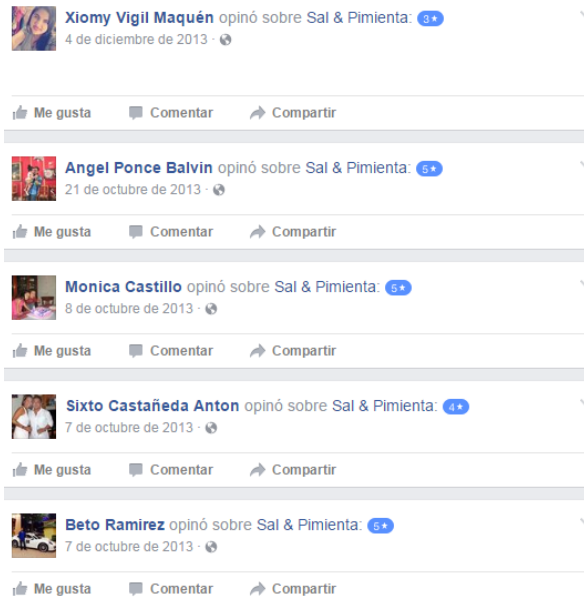 Xiomy Vigil Maquén opinó sobre Sal & Pimienta: 3★
4 de diciembre de 2013 ·
Me gusta Comentar Compartir
Angel Ponce Balvin opinó sobre Sal & Pimienta: 5★
21 de octubre de 2013 ·
Me gusta Comentar Compartir
Monica Castillo opinó sobre Sal & Pimienta: 5★
8 de octubre de 2013 ·
Me gusta Comentar Compartir
Sixto Castañeda Anton opinó sobre Sal & Pimienta: 4★
7 de octubre de 2013 ·
Me gusta Comentar Compartir
Beto Ramirez opinó sobre Sal & Pimienta: 5★
7 de octubre de 2013 ·
Me gusta Comentar Compartir